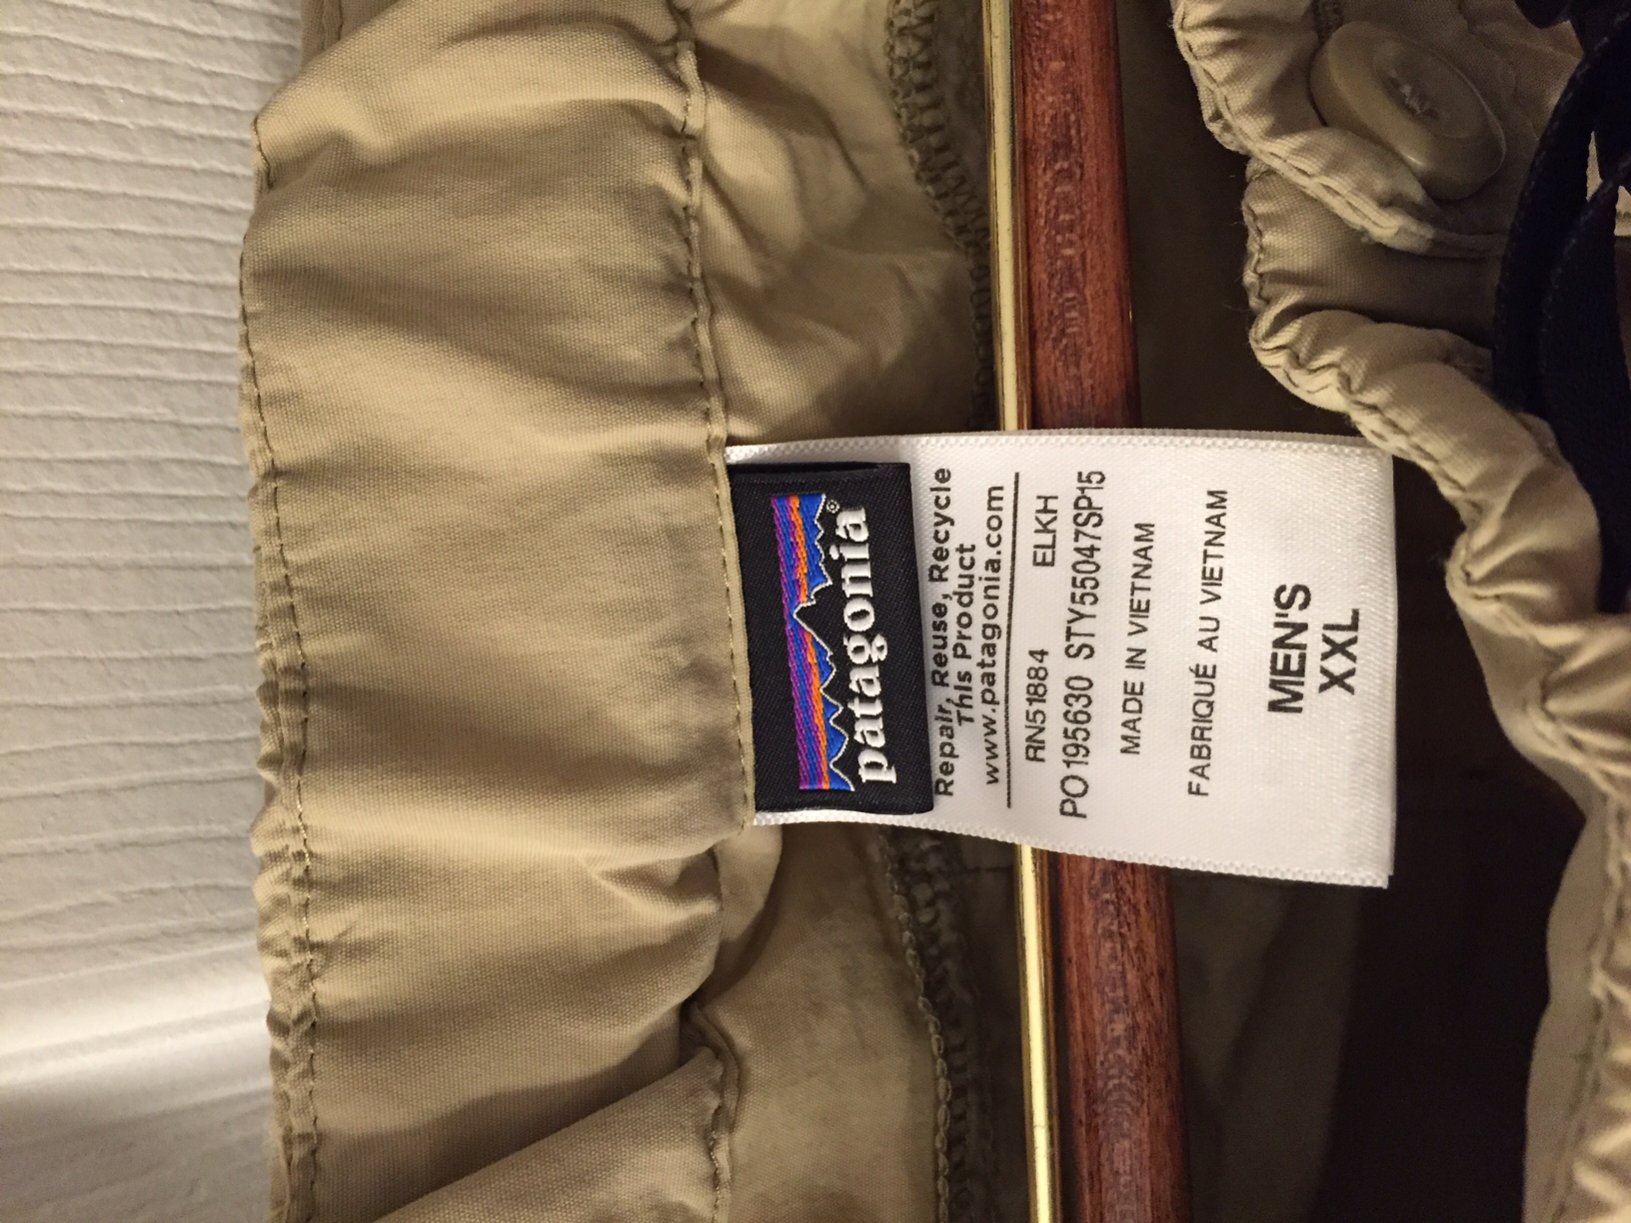 patagonia®
Repair, Reuse, Recycle
This Product
www.patagonia.com
RN51884 ELKH
PO195630 STY55047SP15
MADE IN VIETNAM
FABRIQUÉ AU VIETNAM
MEN'S
XXL